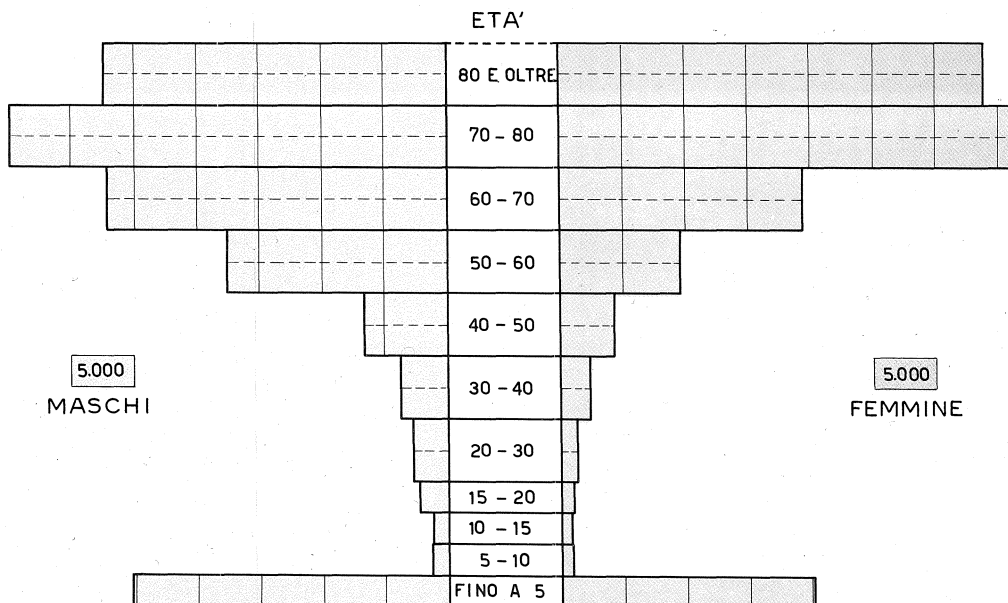 ETA'
80 E OLTRE
70 - 80
60 - 70
50 - 60
40 - 50
5.000
MASCHI
5.000
FEMMINE
30 - 40
20 - 30
15 - 20
10 - 15
5 - 10
FINO A 5